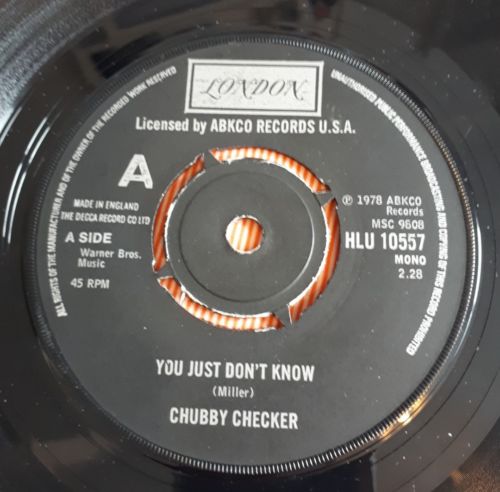 LONDON
Licensed by ABKCO RECORDS U.S.A.
ALL RIGHTS OF THE MANUFACTURER AND OF THE OWNER OF THE RECORDED WORK RESERVED
UNAUTHORISED PUBLIC PERFORMANCE BROADCASTING AND COPYING OF THIS RECORD PROHIBITED
A
MADE IN ENGLAND
THE DECCA RECORD CO LTD
A SIDE
Warner Bros.
Music
45 RPM
℗ 1978 ABKCO
Records
MSC 9608
HLU 10557
MONO
2.28
YOU JUST DON'T KNOW
(Miller)
CHUBBY CHECKER